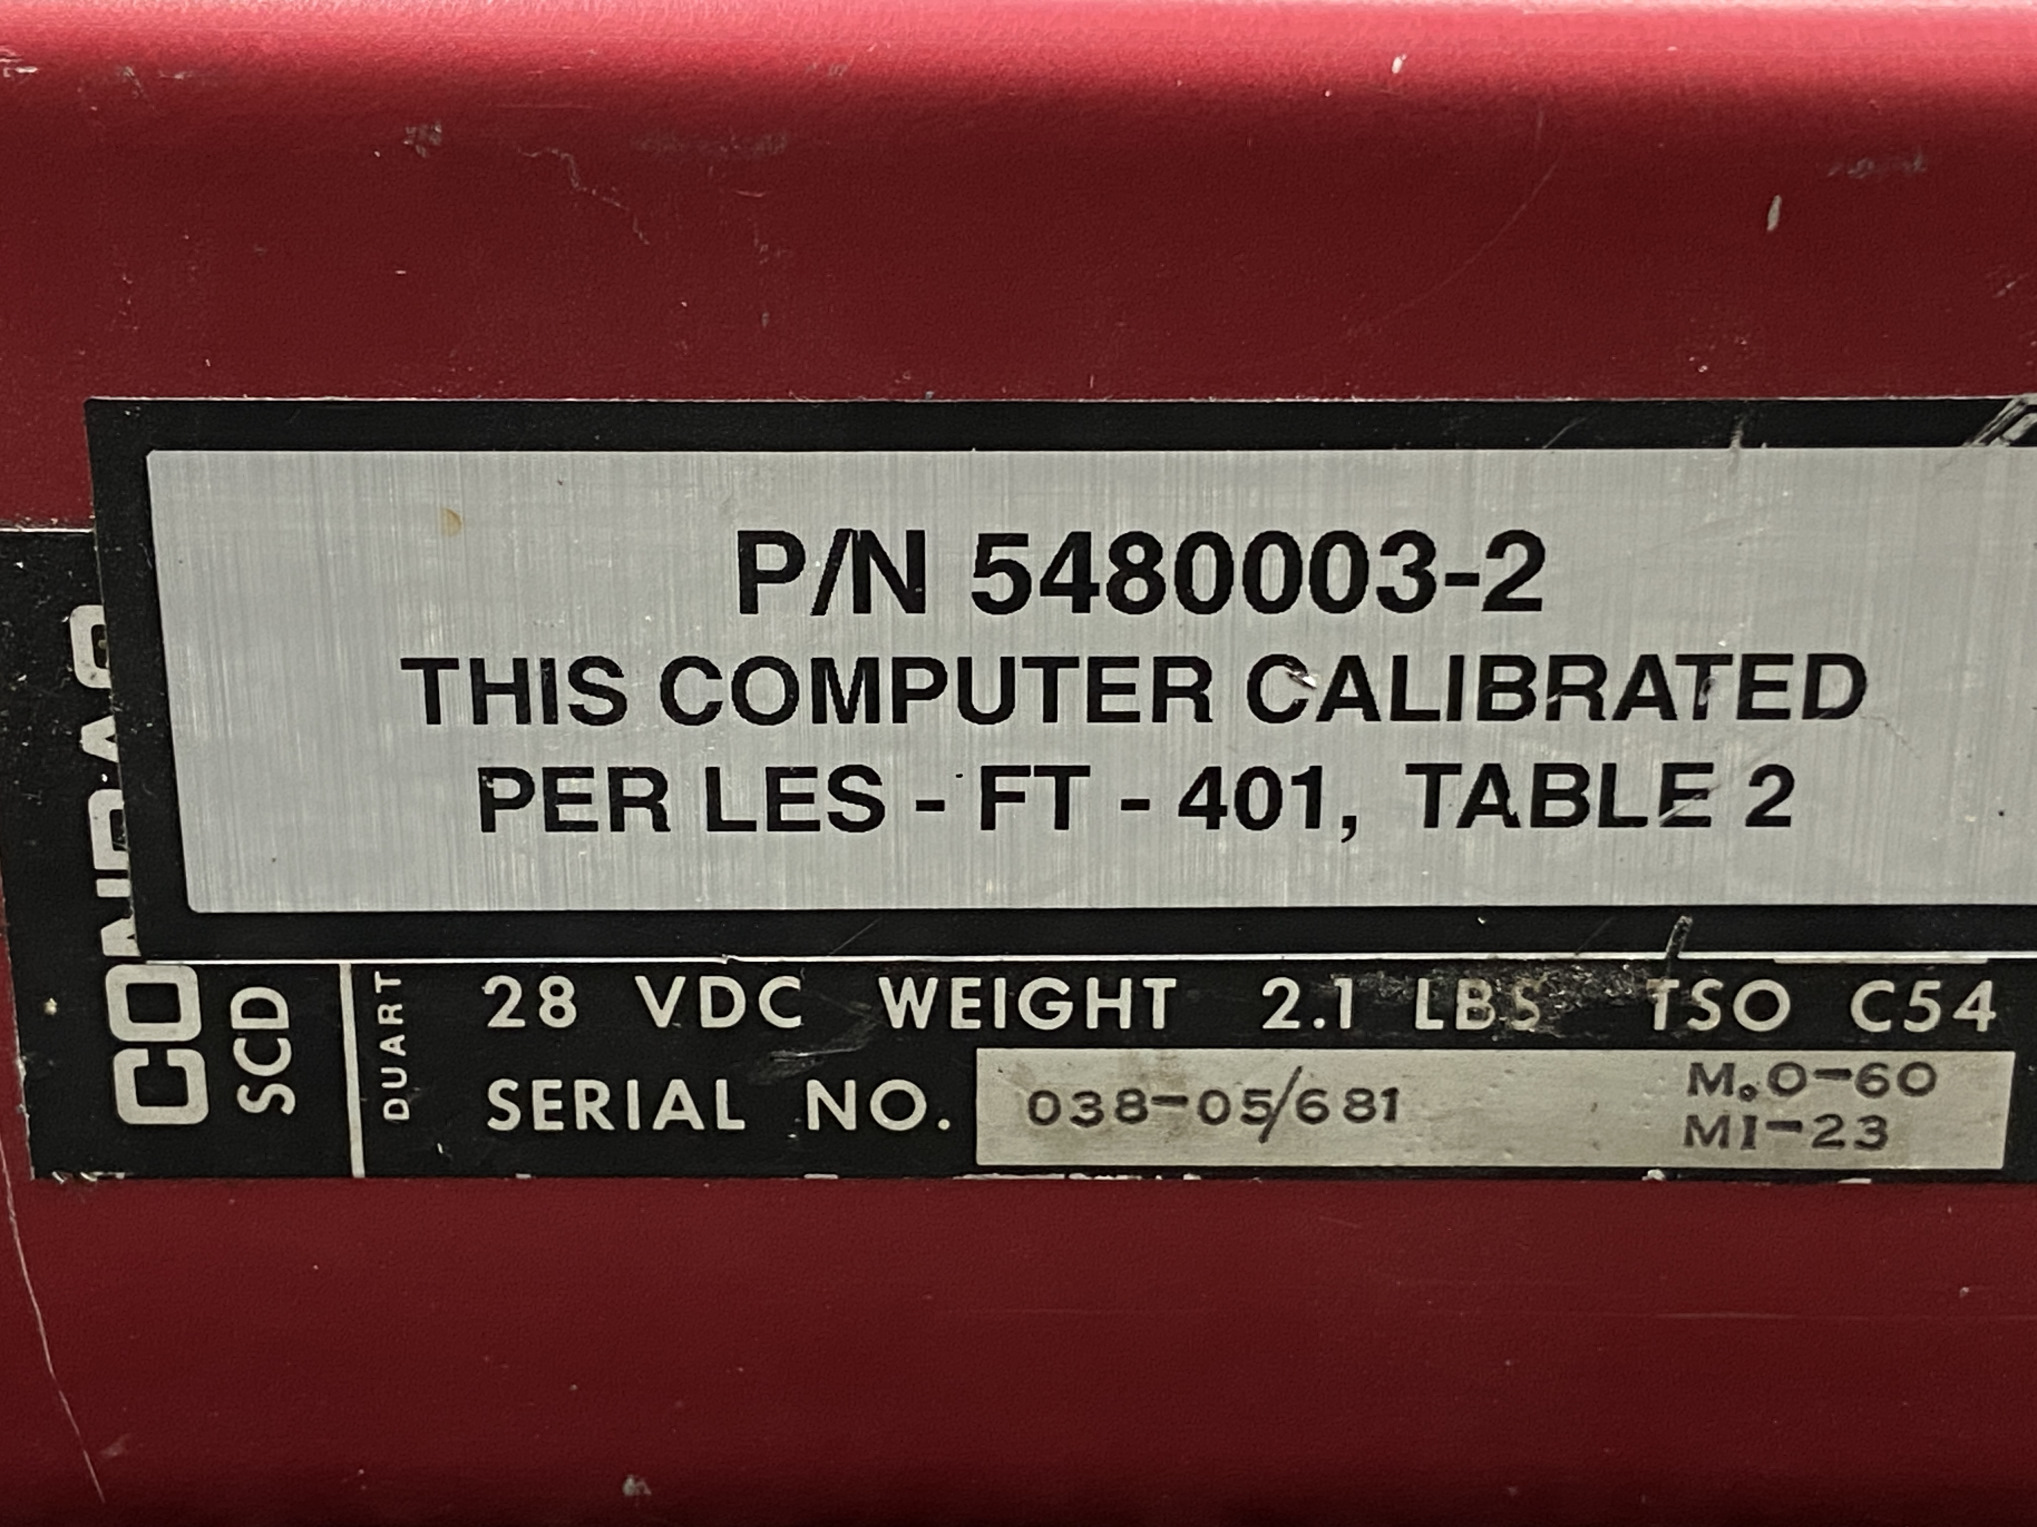 P/N 5480003-2
THIS COMPUTER CALIBRATED
PER LES - FT - 401, TABLE 2
SCD
DUART
28 VDC WEIGHT 2.1 LBS TSO C54
SERIAL NO. 038-05/681
M.O-60
MI-23